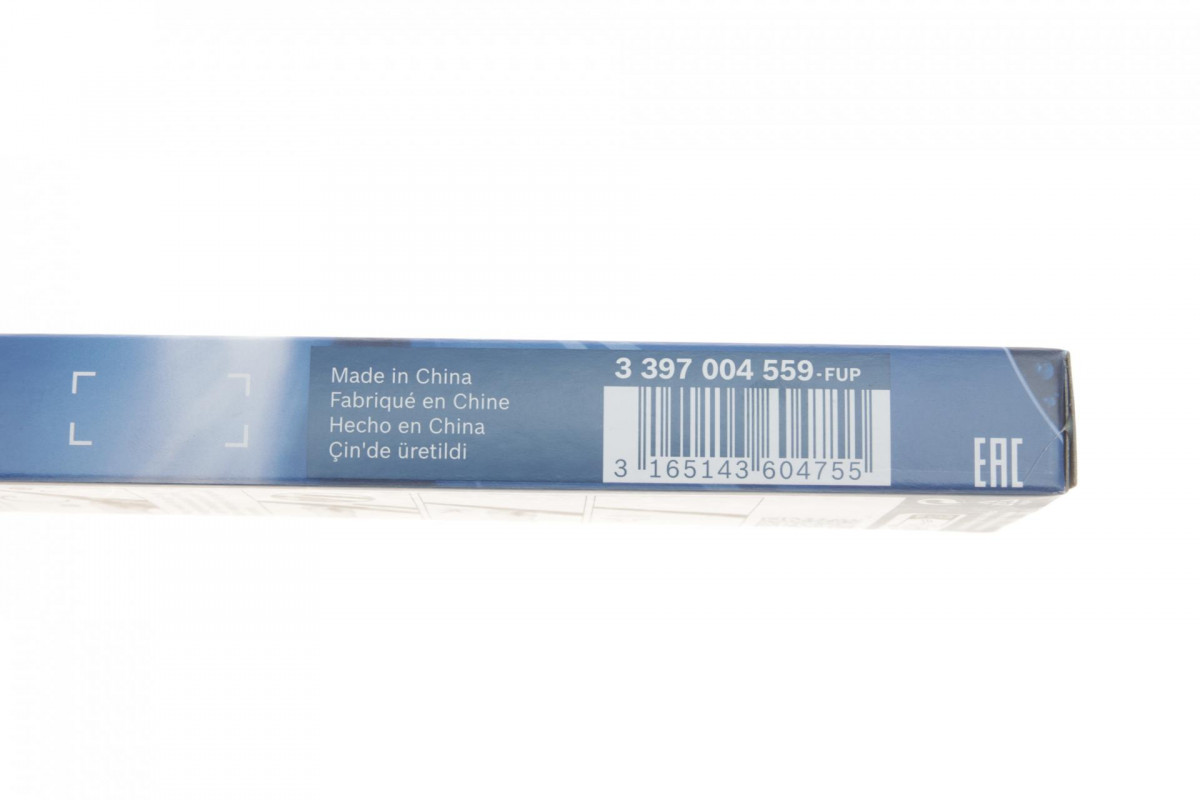 Made in China
Fabriqué en Chine
Hecho en China
Çin'de üretildi
3 397 004 559-FUP
3 165143 604755
EAC